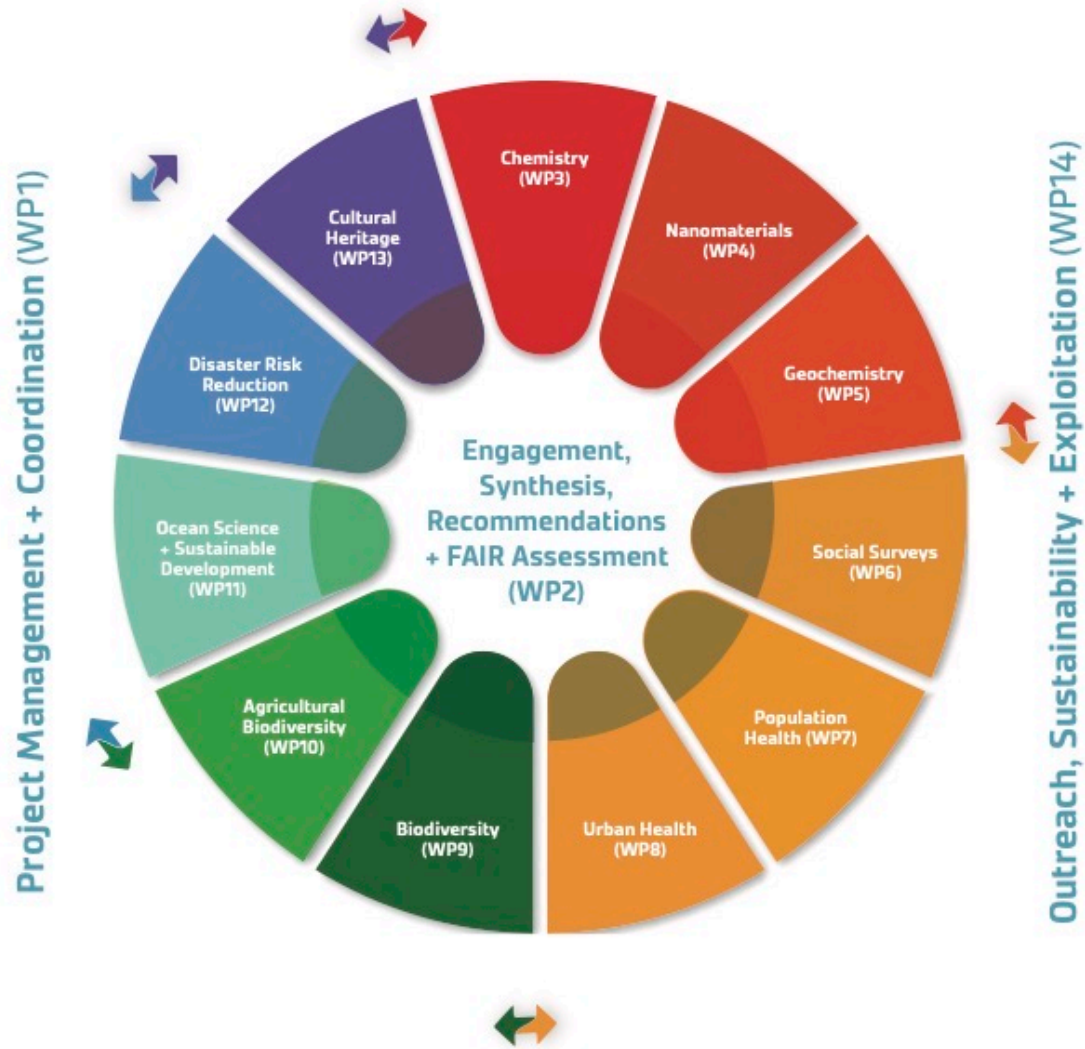 Project Management + Coordination (WP1)
Chemistry
(WP3)
Nanomaterials
(WP4)
Geochemistry
(WP5)
Social Surveys
(WP6)
Population
Health (WP7)
Urban Health
(WP8)
Biodiversity
(WP9)
Agricultural
Biodiversity
(WP10)
Ocean Science
+ Sustainable
Development
(WP11)
Disaster Risk
Reduction
(WP12)
Cultural
Heritage
(WP13)
Engagement,
Synthesis,
Recommendations
+ FAIR Assessment
(WP2)
Outreach, Sustainability + Exploitation (WP14)